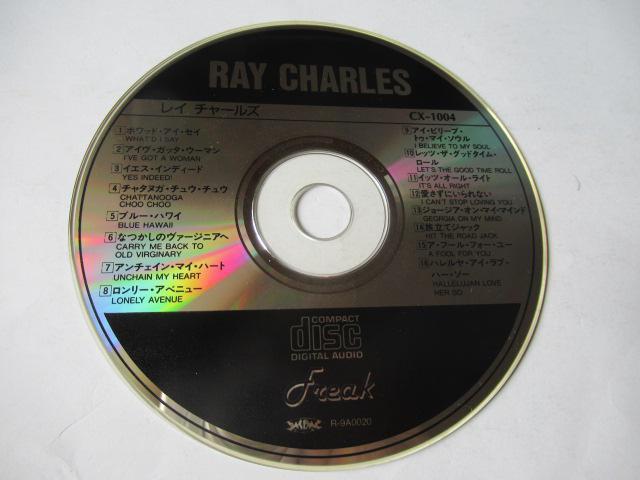 RAY CHARLES
レイ チャールズ
CX-1004
1 ホワッド・アイ・セイ
WHAT'D I SAY
2 アイヴ・ガッタ・ウーマン
I'VE GOT A WOMAN
3 イエス・インディード
YES INDEED!
4 チャタヌガ・チュウ・チュウ
CHATTANOOGA
CHOO CHOO
5 ブルー・ハワイ
BLUE HAWAII
6 なつかしのヴァージニアへ
CARRY ME BACK TO
OLD VIRGINARY
7 アンチェイン・マイ・ハート
UNCHAIN MY HEART
8 ロンリー・アベニュー
LONELY AVENUE
9 アイ・ビリーブ・
トゥ・マイ・ソウル
I BELIEVE TO MY SOUL
10 レッツ・ザ・グッドタイム・
ロール
LET'S THE GOOD TIME ROLL
11 イッツ・オール・ライト
IT'S ALL RIGHT
12 愛さずにいられない
I CAN'T STOP LOVING YOU
13 ジョージア・オン・マイ・マインド
GEORGIA ON MY MIND
14 旅立てジャック
HIT THE ROAD JACK
15 ア・フール・フォー・ユー
A FOOL FOR YOU
16 ハレルヤ・アイ・ラブ・
ハー・ソー
HALLELUJAN LOVE
HER SO
COMPACT
disc
DIGITAL AUDIO
Freak
R-9A0020